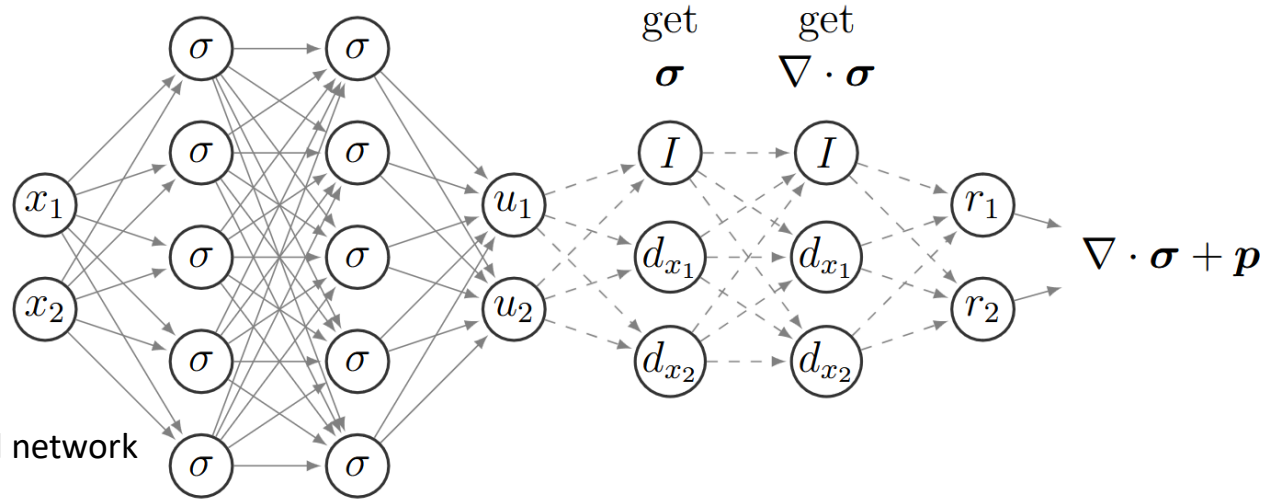 get get
σ ∇ · σ
σ σ
σ σ I I
x₁ u₁ r₁
σ σ d_{x₁} d_{x₁} ∇ · σ + p
x₂ u₂ r₂
σ σ d_{x₂} d_{x₂}
network
σ σ